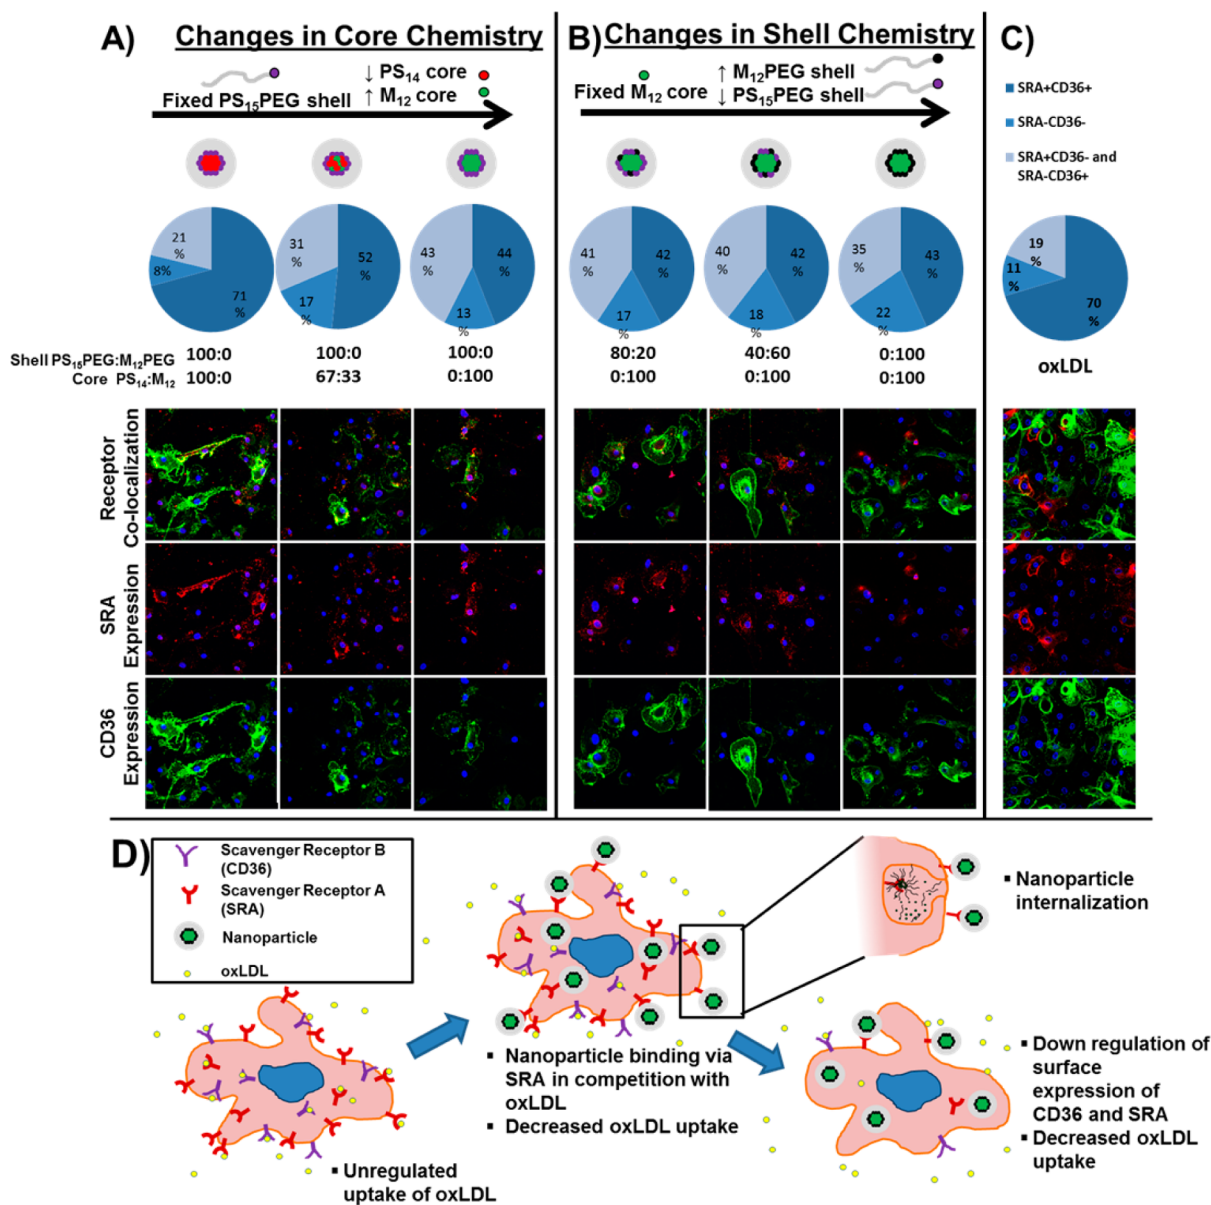 A)
Changes in Core Chemistry
Fixed PS15PEG shell
↓ PS14 core
↑ M12 core
21
%
8%
71
%
31
%
52
%
17
%
43
%
44
%
13
%
Shell PS15PEG:M12PEG
100:0
100:0
100:0
Core PS14:M12
100:0
67:33
0:100
B)
Changes in Shell Chemistry
Fixed M12 core
↑ M12PEG shell
↓ PS15PEG shell
41
%
42
%
17
%
40
%
42
%
18
%
35
%
43
%
22
%
80:20
40:60
0:100
0:100
0:100
0:100
C)
SRA+CD36+
SRA-CD36-
SRA+CD36- and
SRA-CD36+
19
%
11
%
70
%
oxLDL
Receptor
Co-localization
SRA
Expression
CD36
Expression
D)
Scavenger Receptor B
(CD36)
Scavenger Receptor A
(SRA)
Nanoparticle
oxLDL
▪ Unregulated
uptake of oxLDL
▪ Nanoparticle binding via
SRA in competition with
oxLDL
▪ Decreased oxLDL uptake
▪ Nanoparticle
internalization
▪ Down regulation of
surface
expression of
CD36 and SRA
▪ Decreased oxLDL
uptake